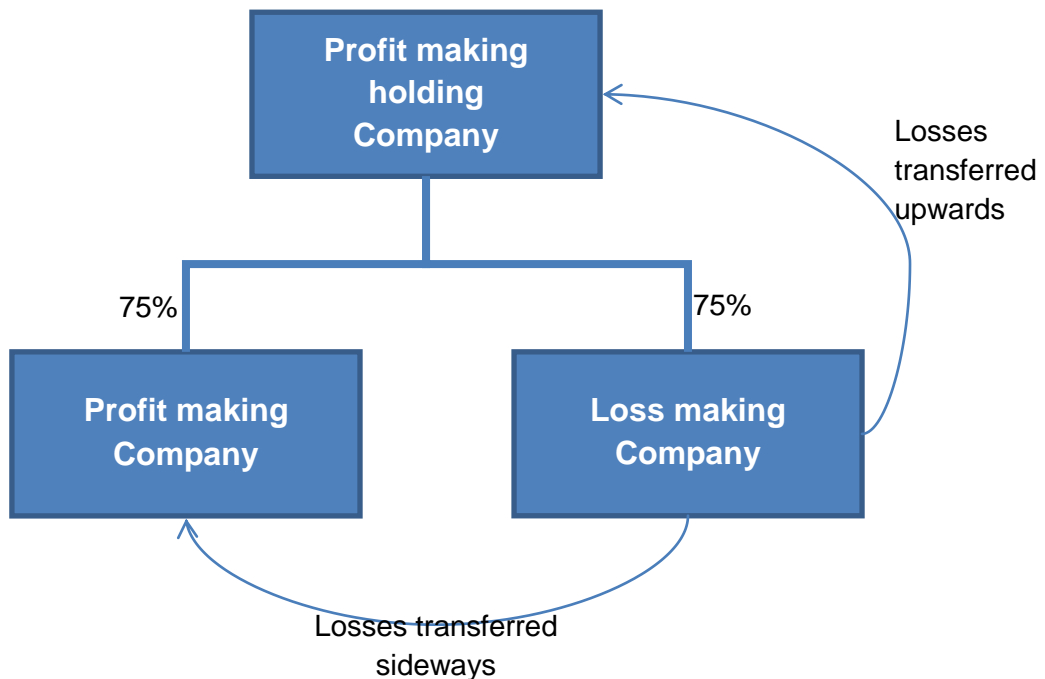 Profit making
holding
Company
Losses
transferred
upwards
75%
75%
Profit making
Company
Loss making
Company
Losses transferred
sideways